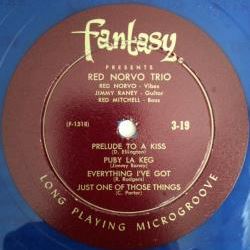 fantasy
PRESENTS
RED NORVO TRIO
RED NORVO - Vibes
JIMMY RANEY - Guitar
RED MITCHELL - Bass
(F-1318)
3-19
PRELUDE TO A KISS
(D. Ellington)
PUBY LA KEG
(Jimmy Raney)
EVERYTHING I'VE GOT
(R. Rodgers)
JUST ONE OF THOSE THINGS
(C. Porter)
LONG PLAYING MICROGROOVE